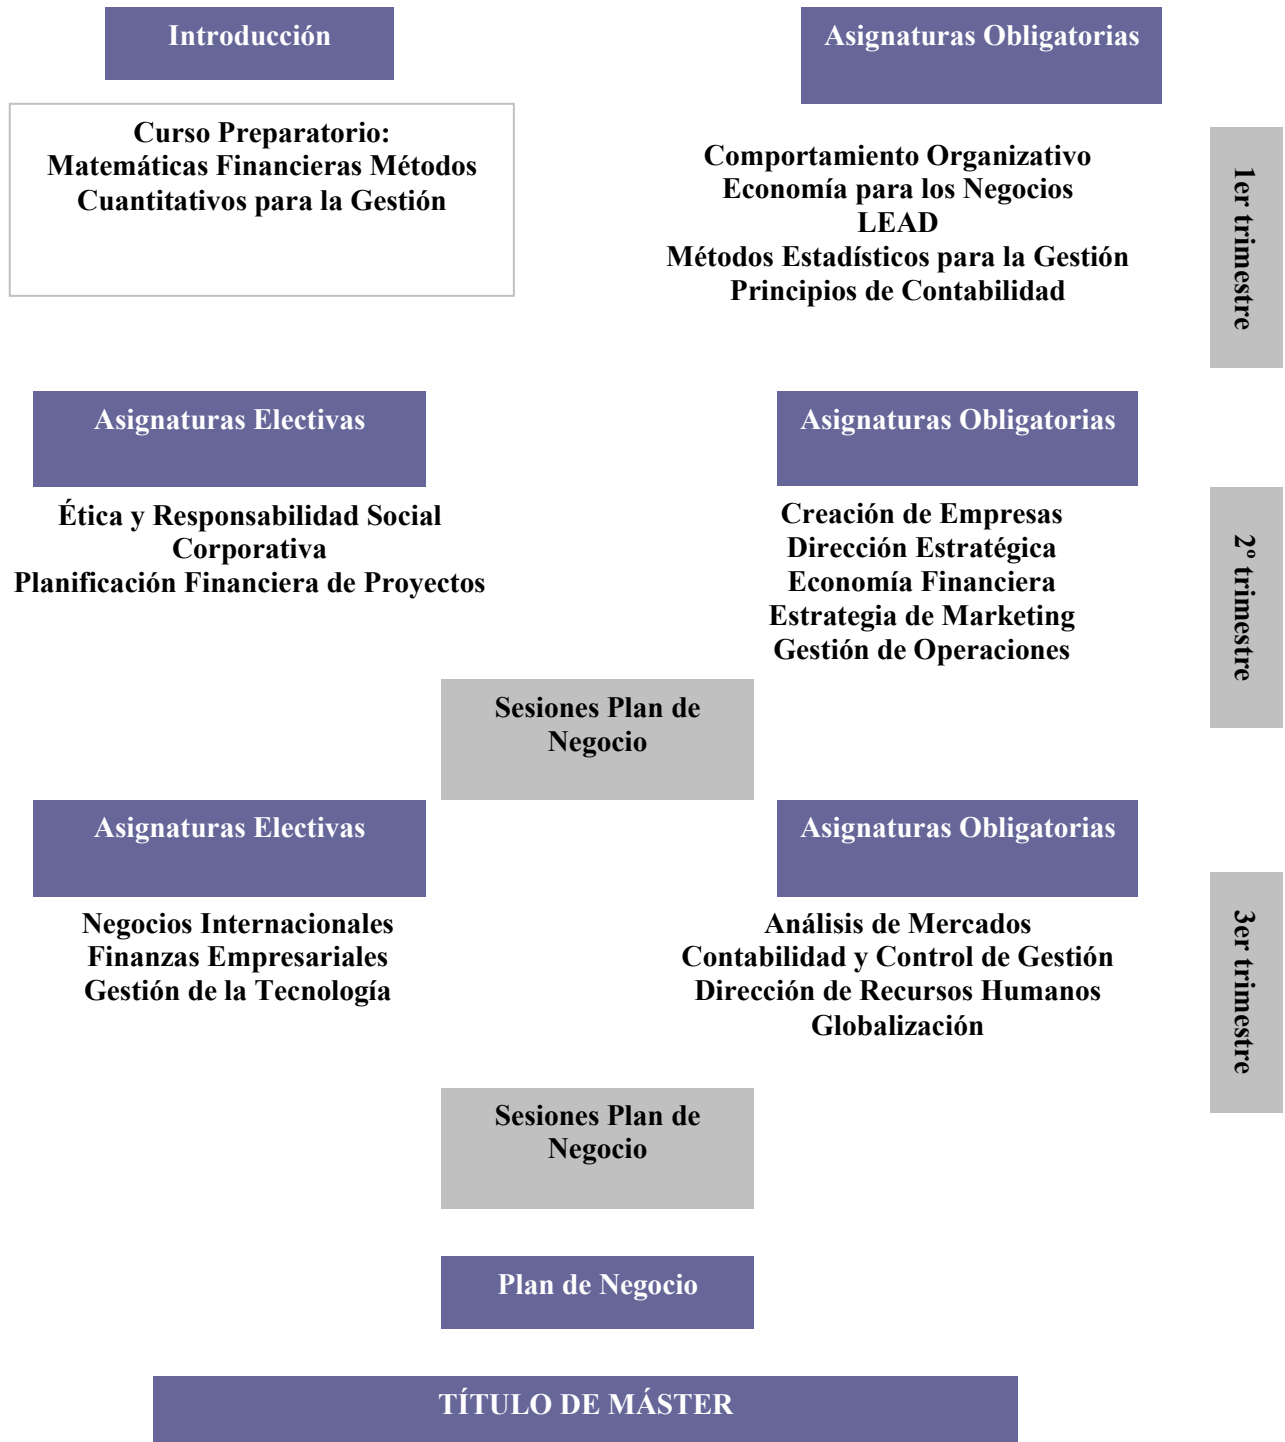 Introducción
Asignaturas Obligatorias
Curso Preparatorio:
Matemáticas Financieras Métodos
Cuantitativos para la Gestión
Comportamiento Organizativo
Economía para los Negocios
LEAD
Métodos Estadísticos para la Gestión
Principios de Contabilidad
1er trimestre
Asignaturas Electivas
Asignaturas Obligatorias
Ética y Responsabilidad Social
Corporativa
Planificación Financiera de Proyectos
Creación de Empresas
Dirección Estratégica
Economía Financiera
Estrategia de Marketing
Gestión de Operaciones
2º trimestre
Sesiones Plan de
Negocio
Asignaturas Electivas
Asignaturas Obligatorias
Negocios Internacionales
Finanzas Empresariales
Gestión de la Tecnología
Análisis de Mercados
Contabilidad y Control de Gestión
Dirección de Recursos Humanos
Globalización
3er trimestre
Sesiones Plan de
Negocio
Plan de Negocio
TÍTULO DE MÁSTER